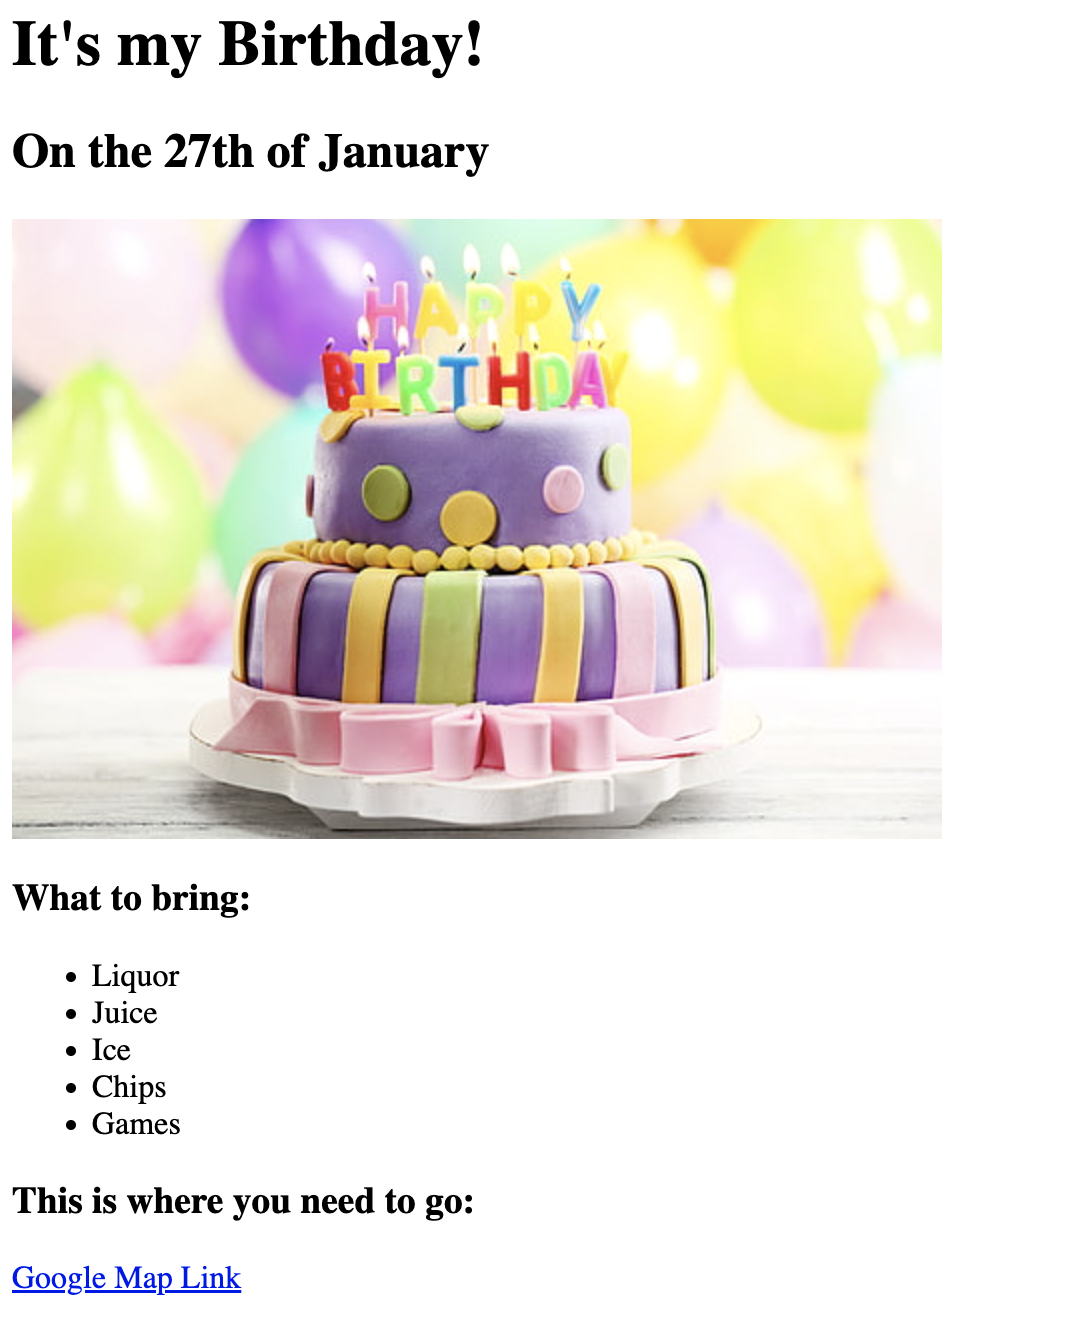 It's my Birthday!
On the 27th of January
HAPPY
BIRTHDAY
What to bring:
Liquor
Juice
Ice
Chips
Games
This is where you need to go:
Google Map Link